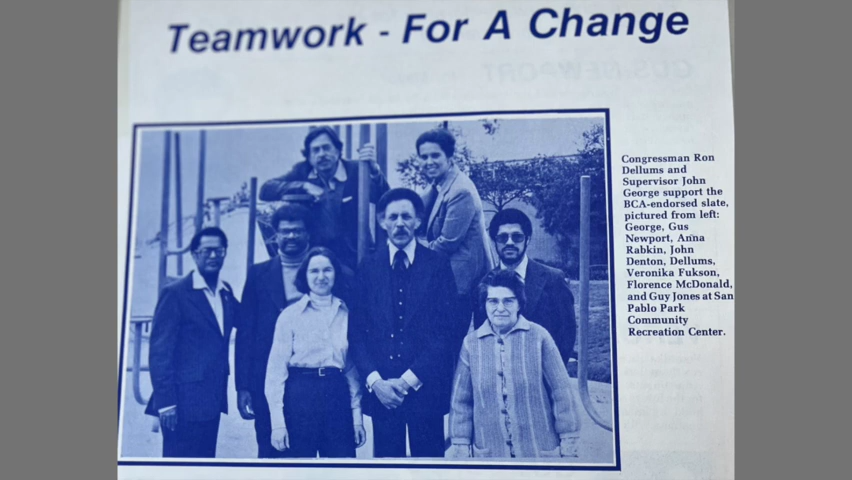 Teamwork - For A Change
Congressman Ron
Dellums and
Supervisor John
George support the
BCA-endorsed slate,
pictured from left:
George, Gus
Newport, Anna
Rabkin, John
Denton, Dellums,
Veronika Fukson,
Florence McDonald,
and Guy Jones at San
Pablo Park
Community
Recreation Center.